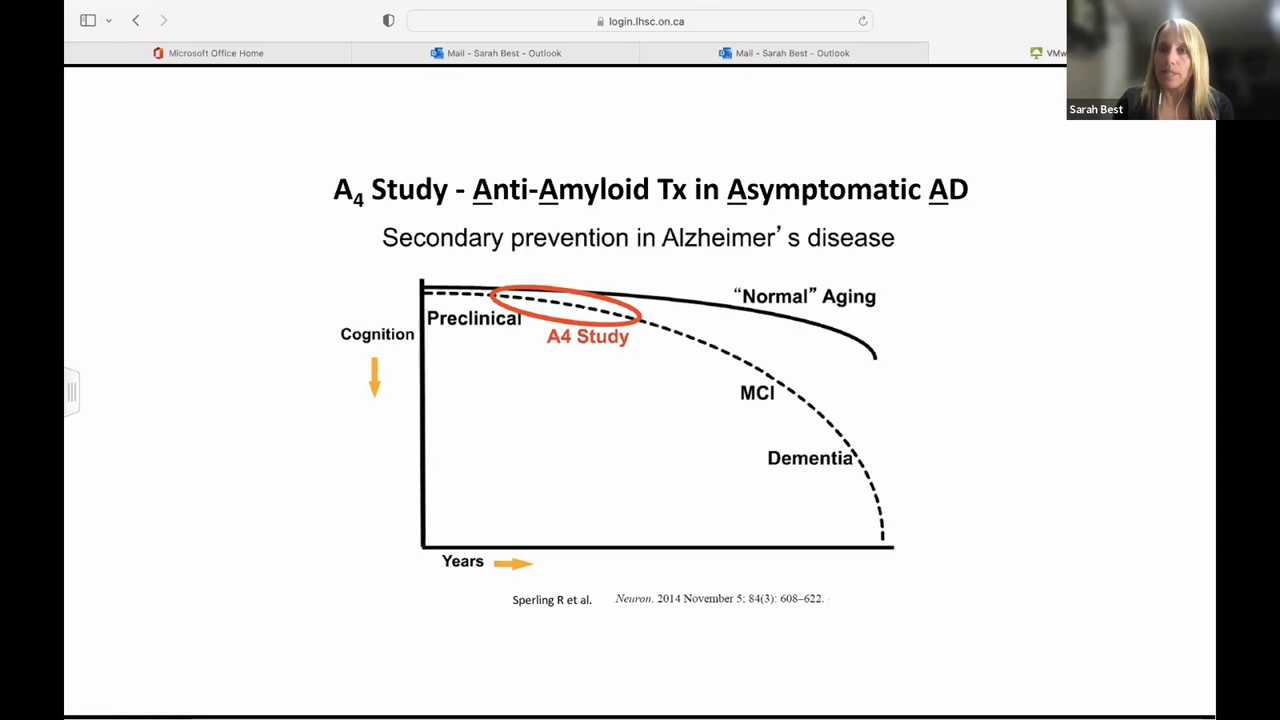 login.lhsc.on.ca
Microsoft Office Home
Mail - Sarah Best - Outlook
Mail - Sarah Best - Outlook
Sarah Best
A4 Study - Anti-Amyloid Tx in Asymptomatic AD
Secondary prevention in Alzheimer's disease
"Normal" Aging
Cognition
Preclinical
A4 Study
MCI
Dementia
Years
Sperling R et al. Neuron. 2014 November 5; 84(3): 608–622.